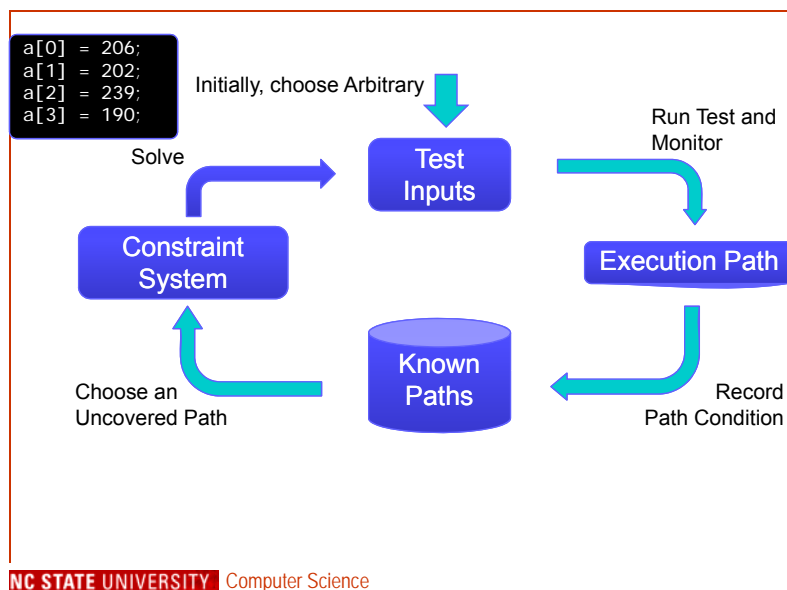 a[0] = 206;
a[1] = 202;
a[2] = 239;
a[3] = 190;
Initially, choose Arbitrary
Run Test and
Monitor
Solve
Test
Inputs
Constraint
System
Execution Path
Known
Paths
Choose an
Uncovered Path
Record
Path Condition
NC STATE UNIVERSITY Computer Science